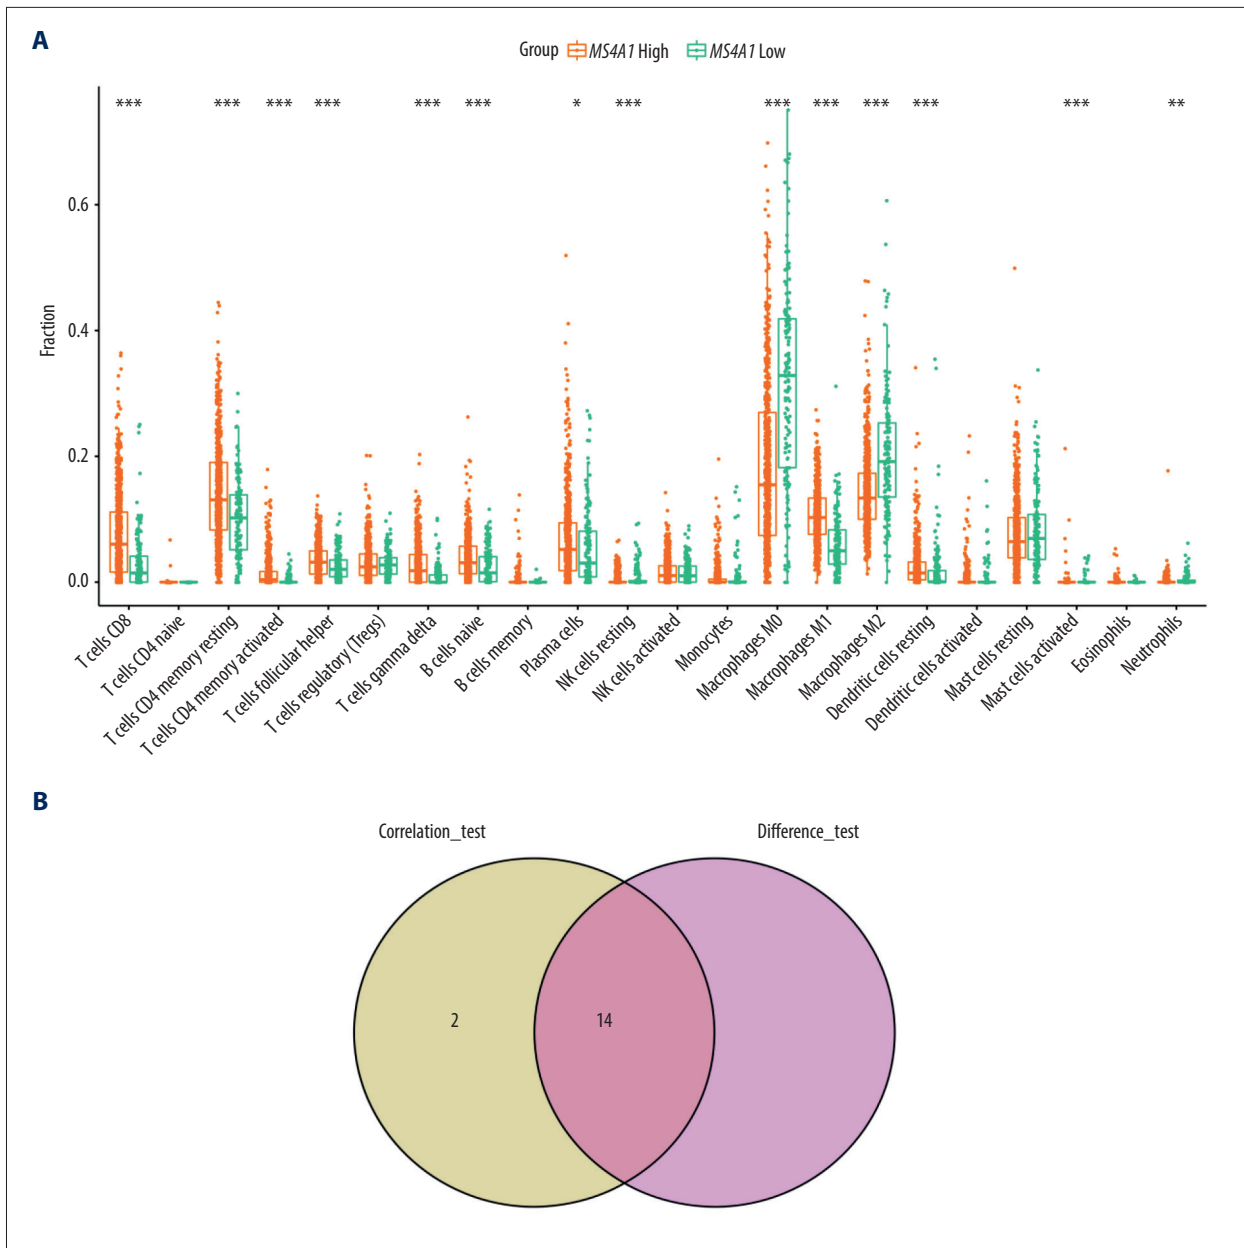 A
Group MS4A1 High MS4A1 Low
*** *** *** *** *** *** * *** *** *** *** *** *** **
0.6
0.4
0.2
0.0
Fraction
T cells CD8
T cells CD4 naive
T cells CD4 memory resting
T cells CD4 memory activated
T cells follicular helper
T cells regulatory (Tregs)
T cells gamma delta
B cells naive
B cells memory
Plasma cells
NK cells resting
NK cells activated
Monocytes
Macrophages M0
Macrophages M1
Macrophages M2
Dendritic cells resting
Dendritic cells activated
Mast cells resting
Mast cells activated
Eosinophils
Neutrophils
B
Correlation_test Difference_test
2 14